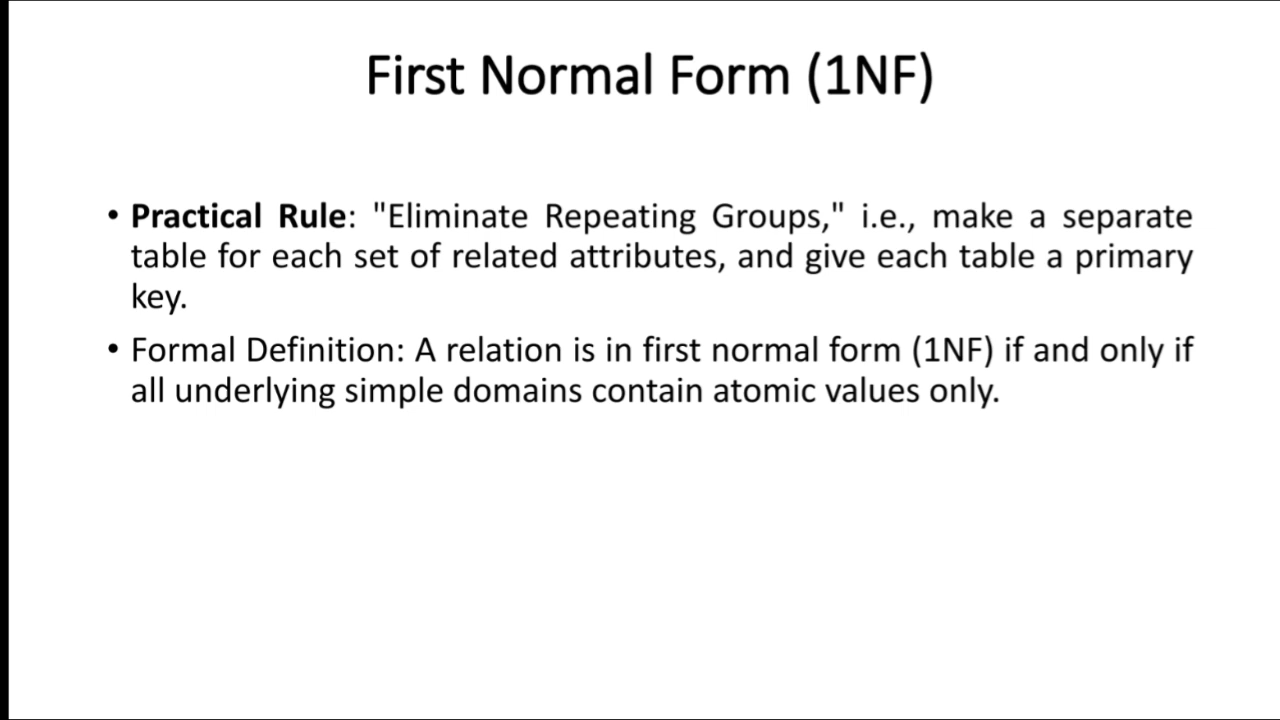 First Normal Form (1NF)
• Practical Rule: "Eliminate Repeating Groups," i.e., make a separate
table for each set of related attributes, and give each table a primary
key.
• Formal Definition: A relation is in first normal form (1NF) if and only if
all underlying simple domains contain atomic values only.